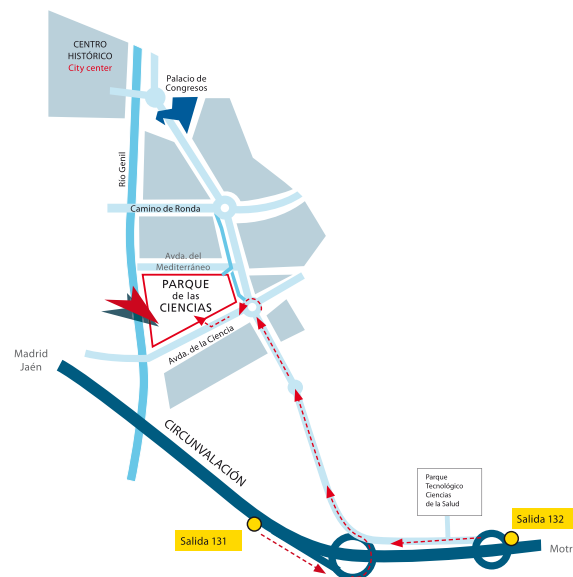 CENTRO
HISTÓRICO
City center
Palacio de
Congresos
Río Genil
Camino de Ronda
Avda. del
Mediterráneo
PARQUE
de las
CIENCIAS
Avda. de la Ciencia
Madrid
Jaén
CIRCUNVALACIÓN
Parque
Tecnológico
Ciencias
de la Salud
Salida 132
Salida 131
Motr